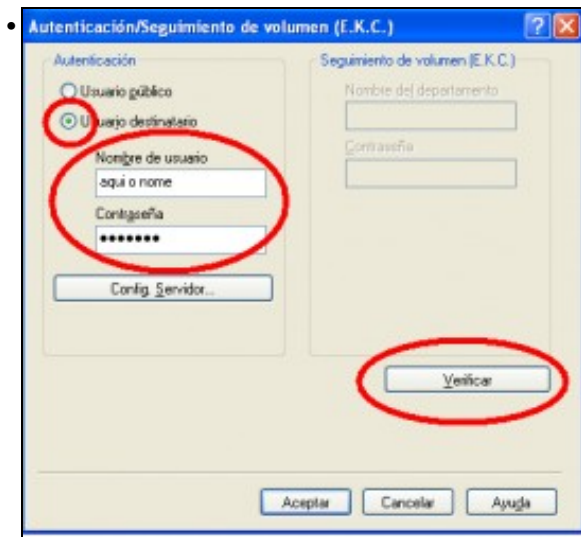 Autenticación/Seguimiento de volumen (E.K.C.)
Autenticación
Usuario público
Usuario destinatario
Nombre de usuario
aqui o nome
Contraseña
•••••••
Config. Servidor...
Seguimiento de volumen (E.K.C.)
Nombre del departamento
Contraseña
Verificar
Aceptar
Cancelar
Ayuda